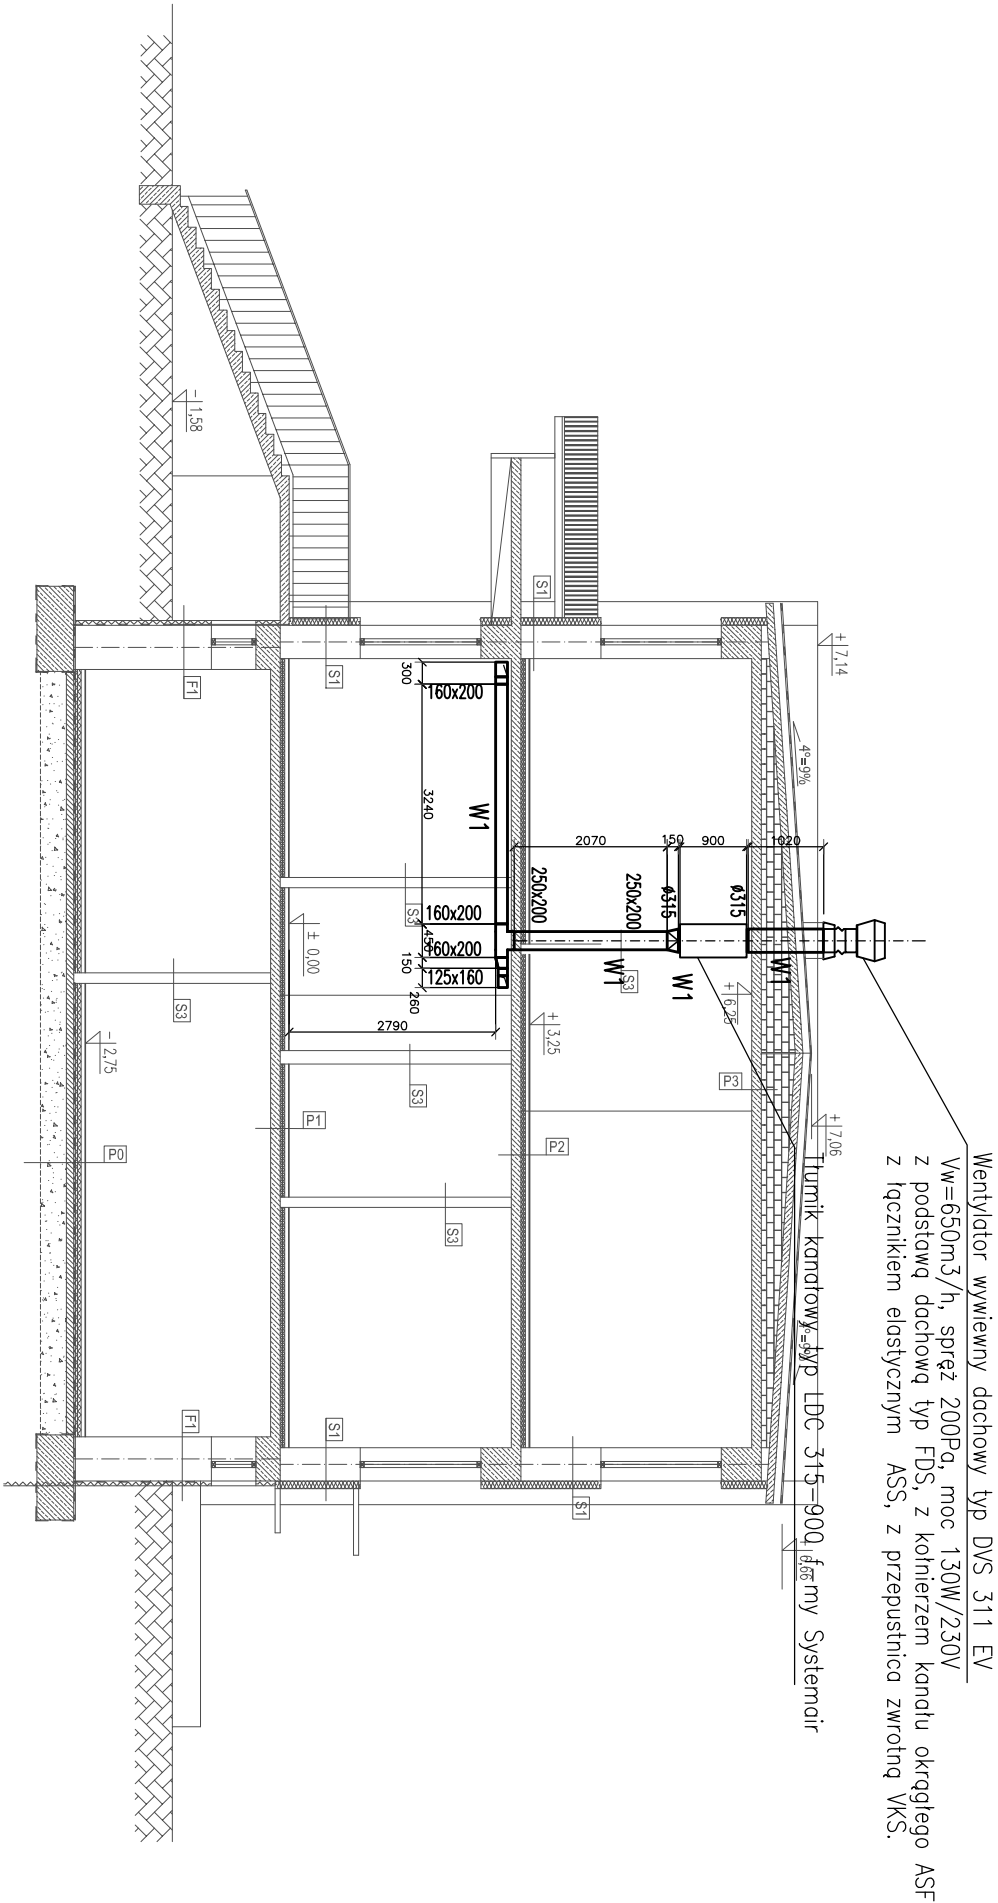 Wentylator wywiewny dachowy typ DVS 311 EV
Vw=650m3/h, spręż 200Pa, moc 130W/230V
z podstawą dachową typ FDS, z kołnierzem kanału okrągłego ASF
z łącznikiem elastycznym ASS, z przepustnica zwrotną VKS.
Tłumik kanałowy typ LDC 315-900 f-my Systemair
+ 7,14
4°=9%
+ 7,06
4°=9%
+ 6,66
1020
900
150
2070
ø315
ø315
250x200
250x200
W1
W1
W1
W1
S3
+ 6,25
P3
+ 3,25
P2
S1
S1
S1
S1
300
160x200
3240
160x200
450
160x200
150
125x160
260
2790
S3
± 0,00
S3
S3
P1
- 1,58
F1
S3
- 2,75
P0
F1